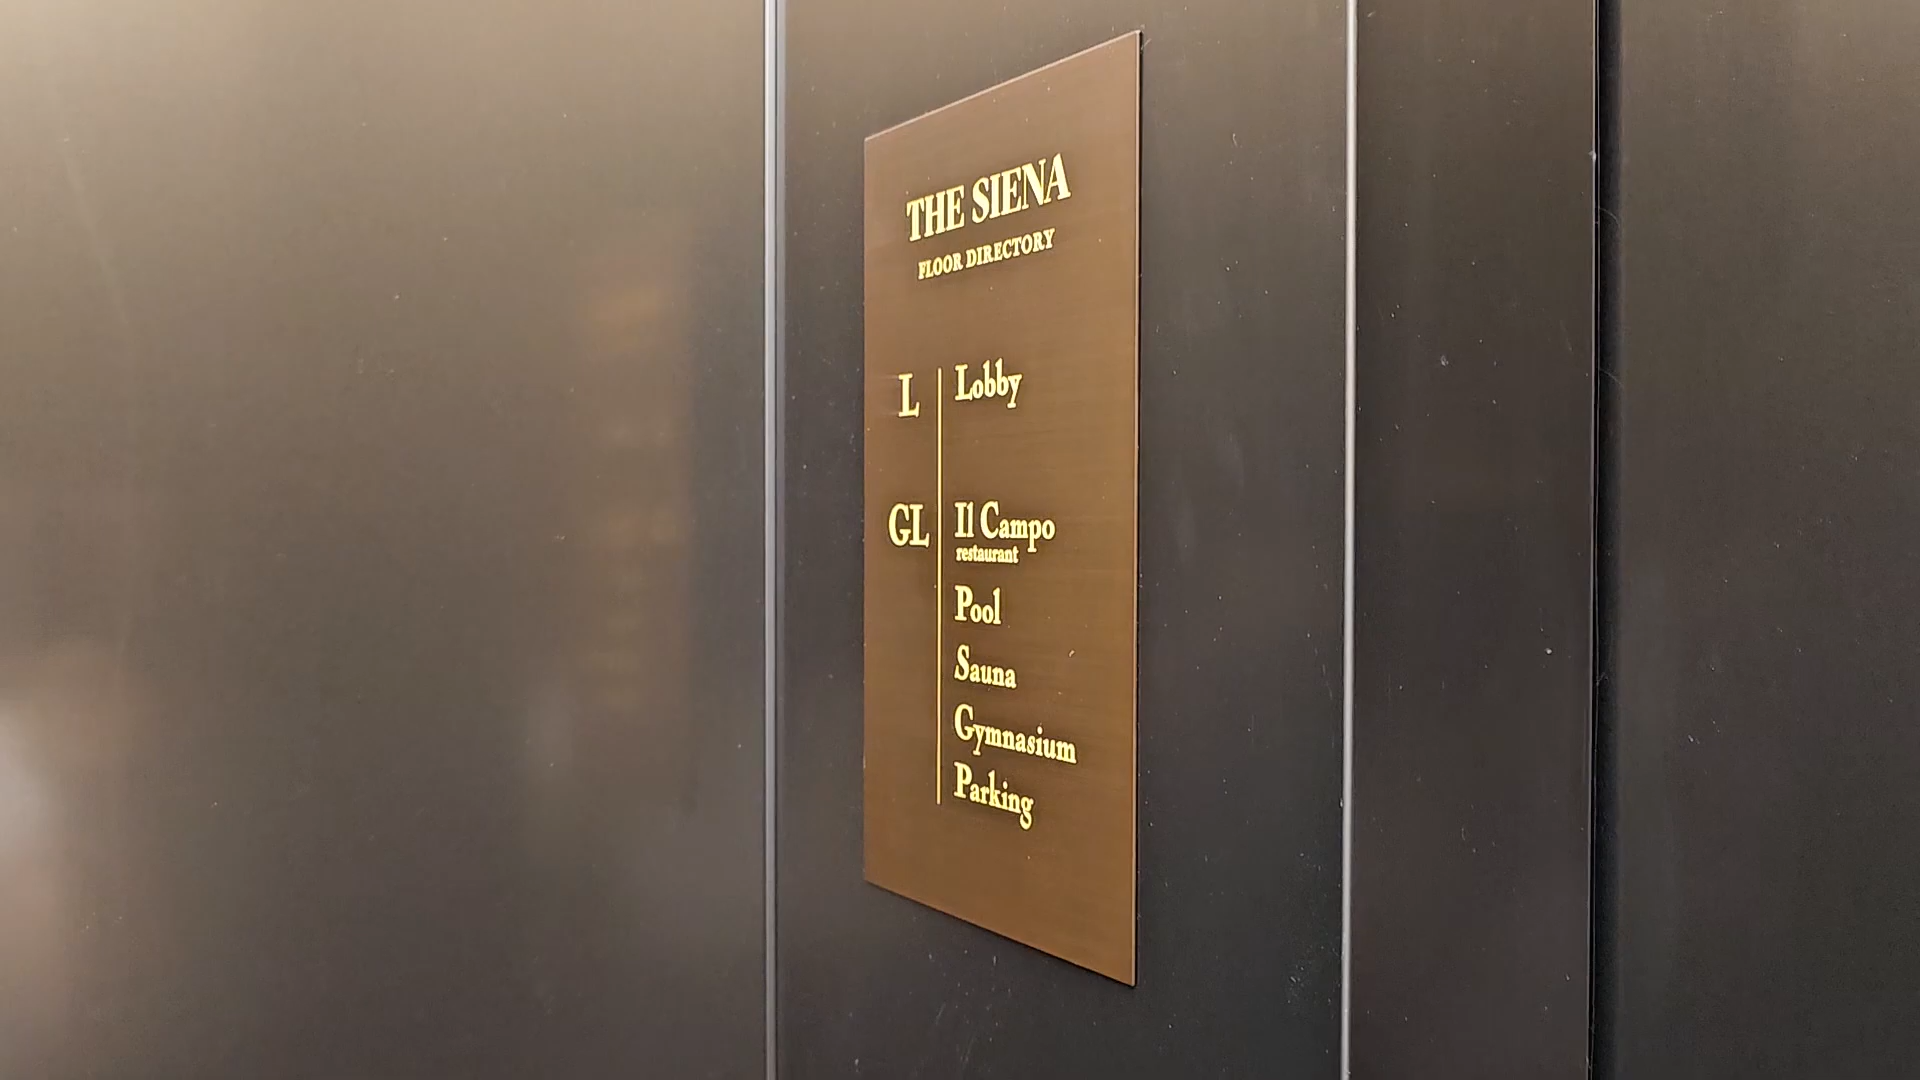 THE SIENA
FLOOR DIRECTORY
L Lobby
GL Il Campo
restaurant
Pool
Sauna
Gymnasium
Parking